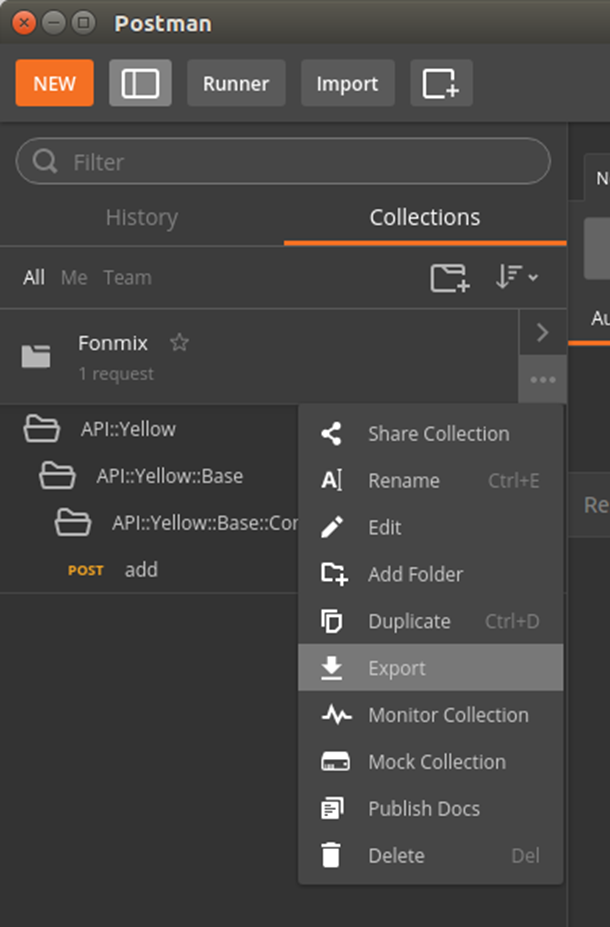 Postman
NEW Runner Import
Filter
History Collections
All Me Team
Fonmix
1 request
API::Yellow
API::Yellow::Base
API::Yellow::Base::Cor
POST add
Share Collection
Rename Ctrl+E
Edit
Add Folder
Duplicate Ctrl+D
Export
Monitor Collection
Mock Collection
Publish Docs
Delete Del
N
Au
Re